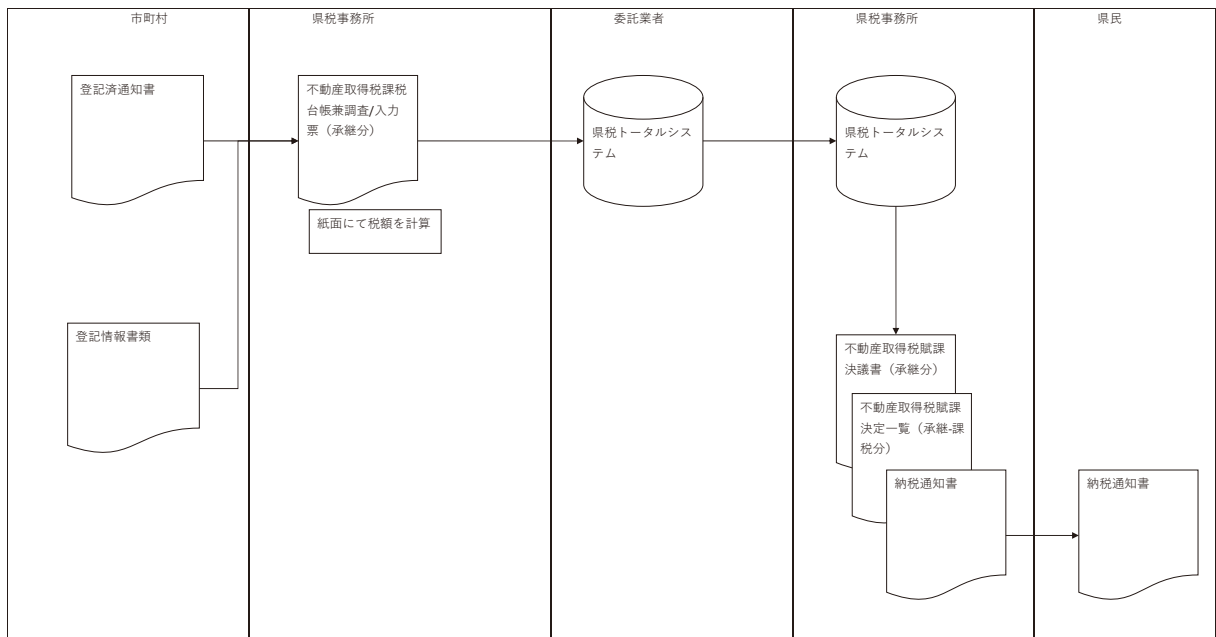 市町村
県税事務所
委託業者
県税事務所
県民
登記済通知書
不動産取得税課税
台帳兼調査/入力
票（承継分）
県税トータルシス
テム
県税トータルシス
テム
紙面にて税額を計算
登記情報書類
不動産取得税賦課
決議書（承継分）
不動産取得税賦課
決定一覧（承継-課
税分）
納税通知書
納税通知書